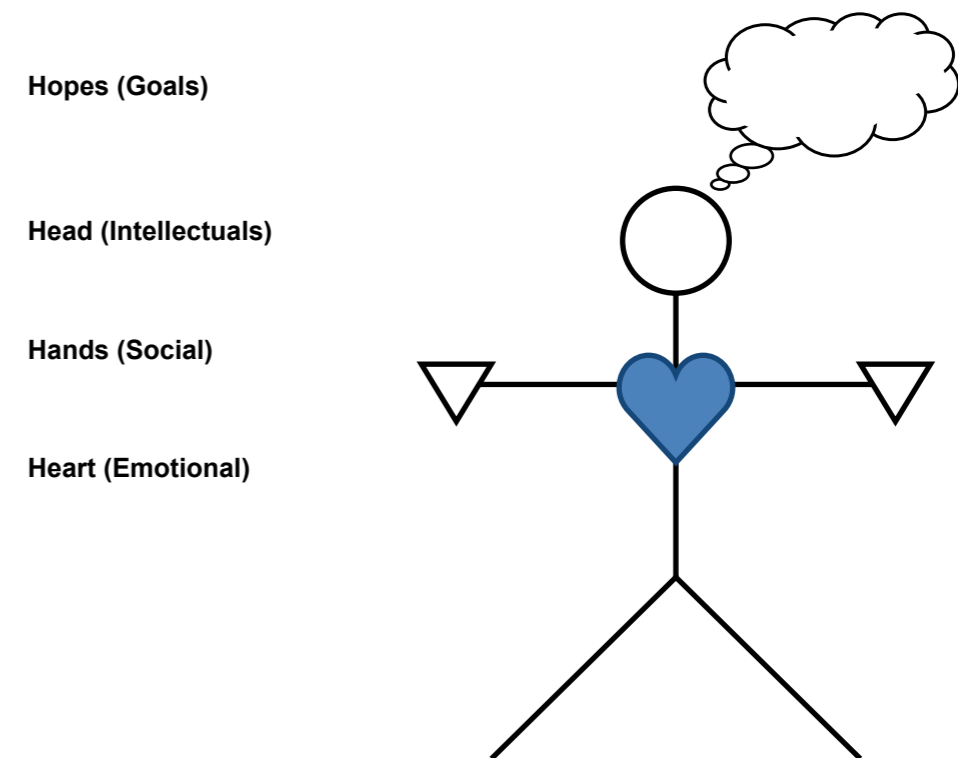 Hopes (Goals)
Head (Intellectuals)
Hands (Social)
Heart (Emotional)